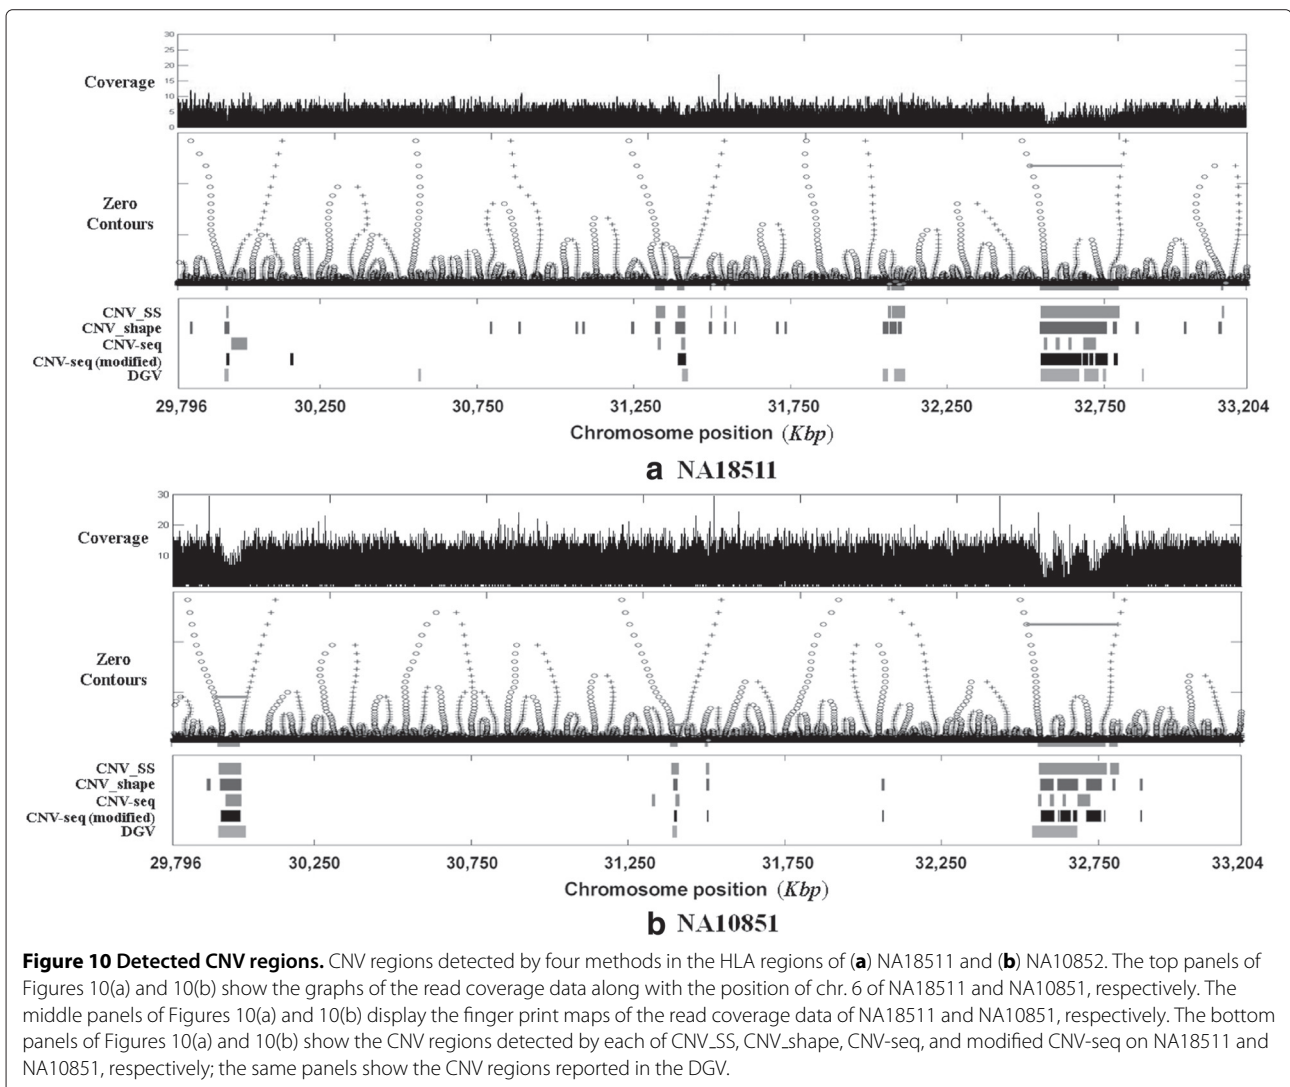 30
25
20
15
10
5
0
Coverage
Zero
Contours
CNV_SS
CNV_shape
CNV-seq
CNV-seq (modified)
DGV
29,796 30,250 30,750 31,250 31,750 32,250 32,750 33,204
Chromosome position (Kbp)
a NA18511
30
20
10
Coverage
Zero
Contours
CNV_SS
CNV_shape
CNV-seq
CNV-seq (modified)
DGV
29,796 30,250 30,750 31,250 31,750 32,250 32,750 33,204
Chromosome position (Kbp)
b NA10851
Figure 10 Detected CNV regions. CNV regions detected by four methods in the HLA regions of (a) NA18511 and (b) NA10852. The top panels of
Figures 10(a) and 10(b) show the graphs of the read coverage data along with the position of chr. 6 of NA18511 and NA10851, respectively. The
middle panels of Figures 10(a) and 10(b) display the finger print maps of the read coverage data of NA18511 and NA10851, respectively. The bottom
panels of Figures 10(a) and 10(b) show the CNV regions detected by each of CNV_SS, CNV_shape, CNV-seq, and modified CNV-seq on NA18511 and
NA10851, respectively; the same panels show the CNV regions reported in the DGV.